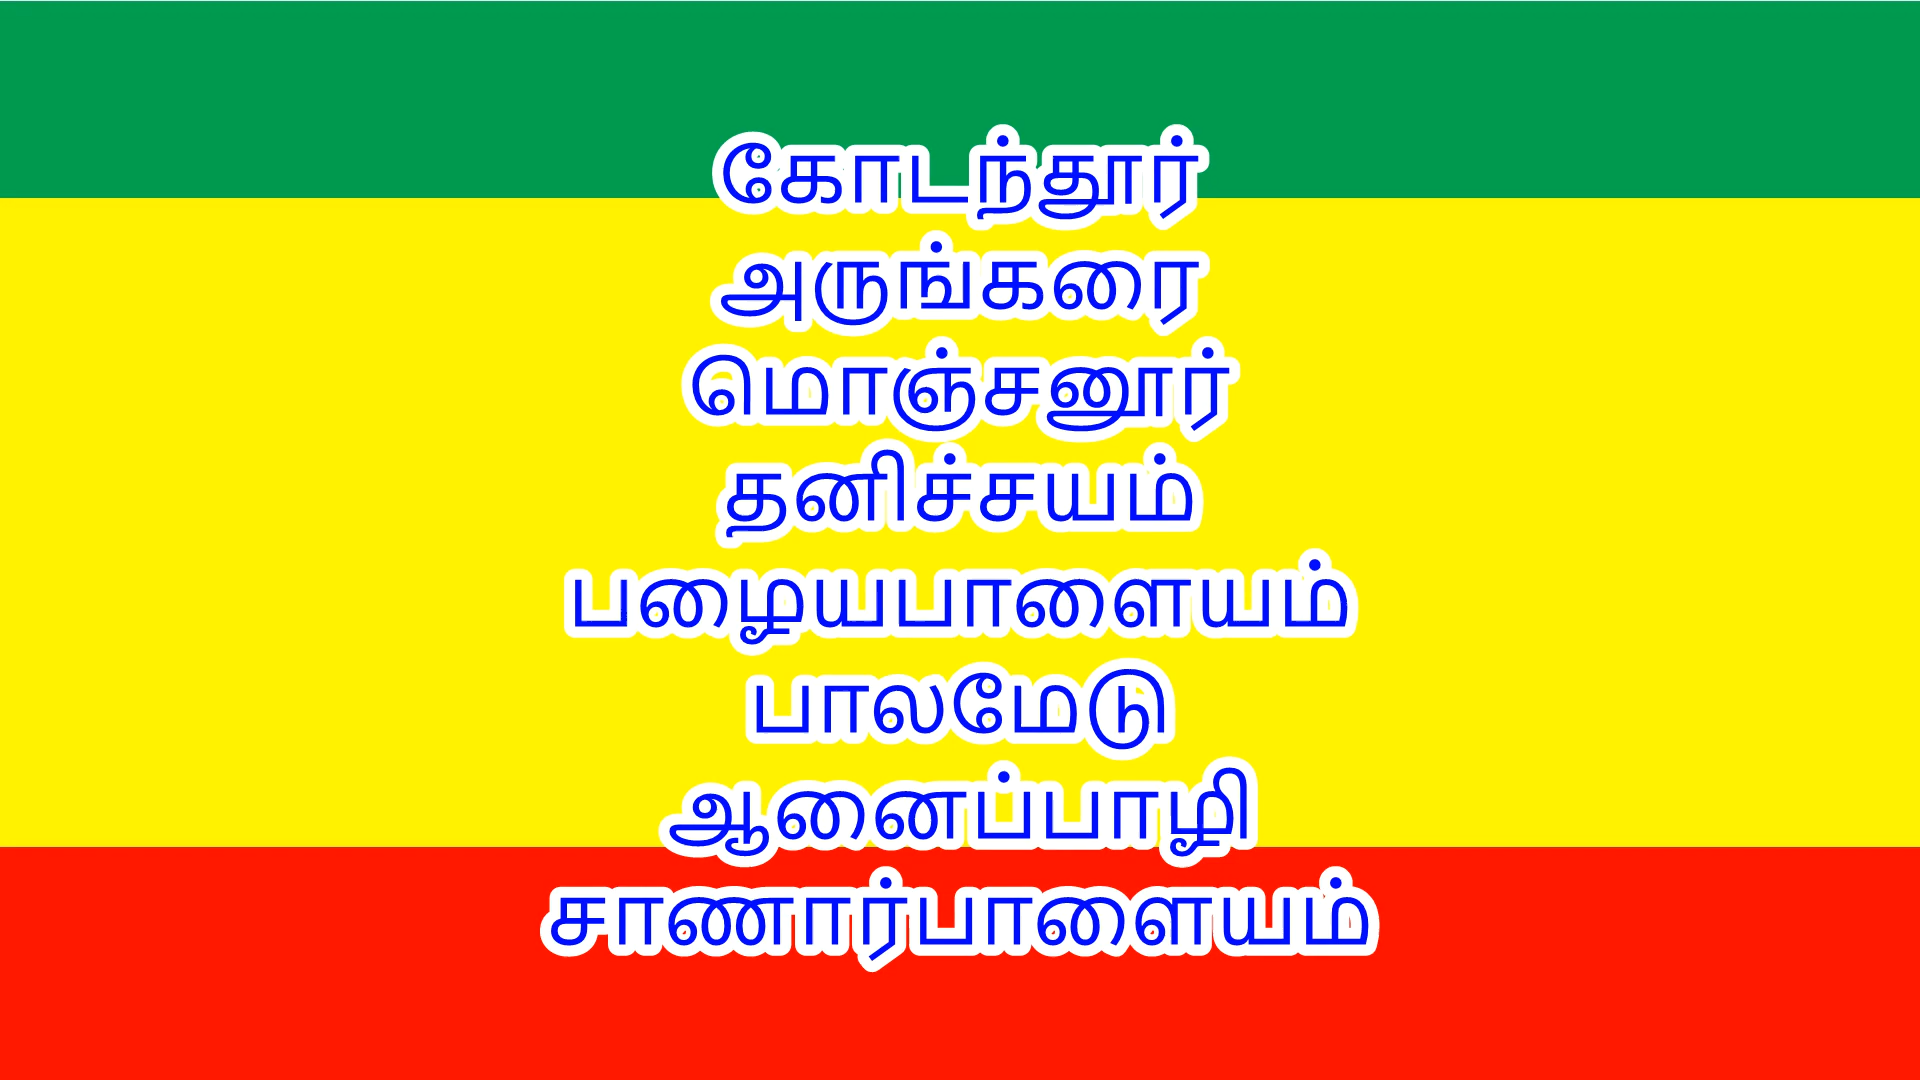 கோடந்தூர்
அருங்கரை
மொஞ்சனூர்
தனிச்சயம்
பழையபாளையம்
பாலமேடு
ஆனைப்பாழி
சாணார்பாளையம்